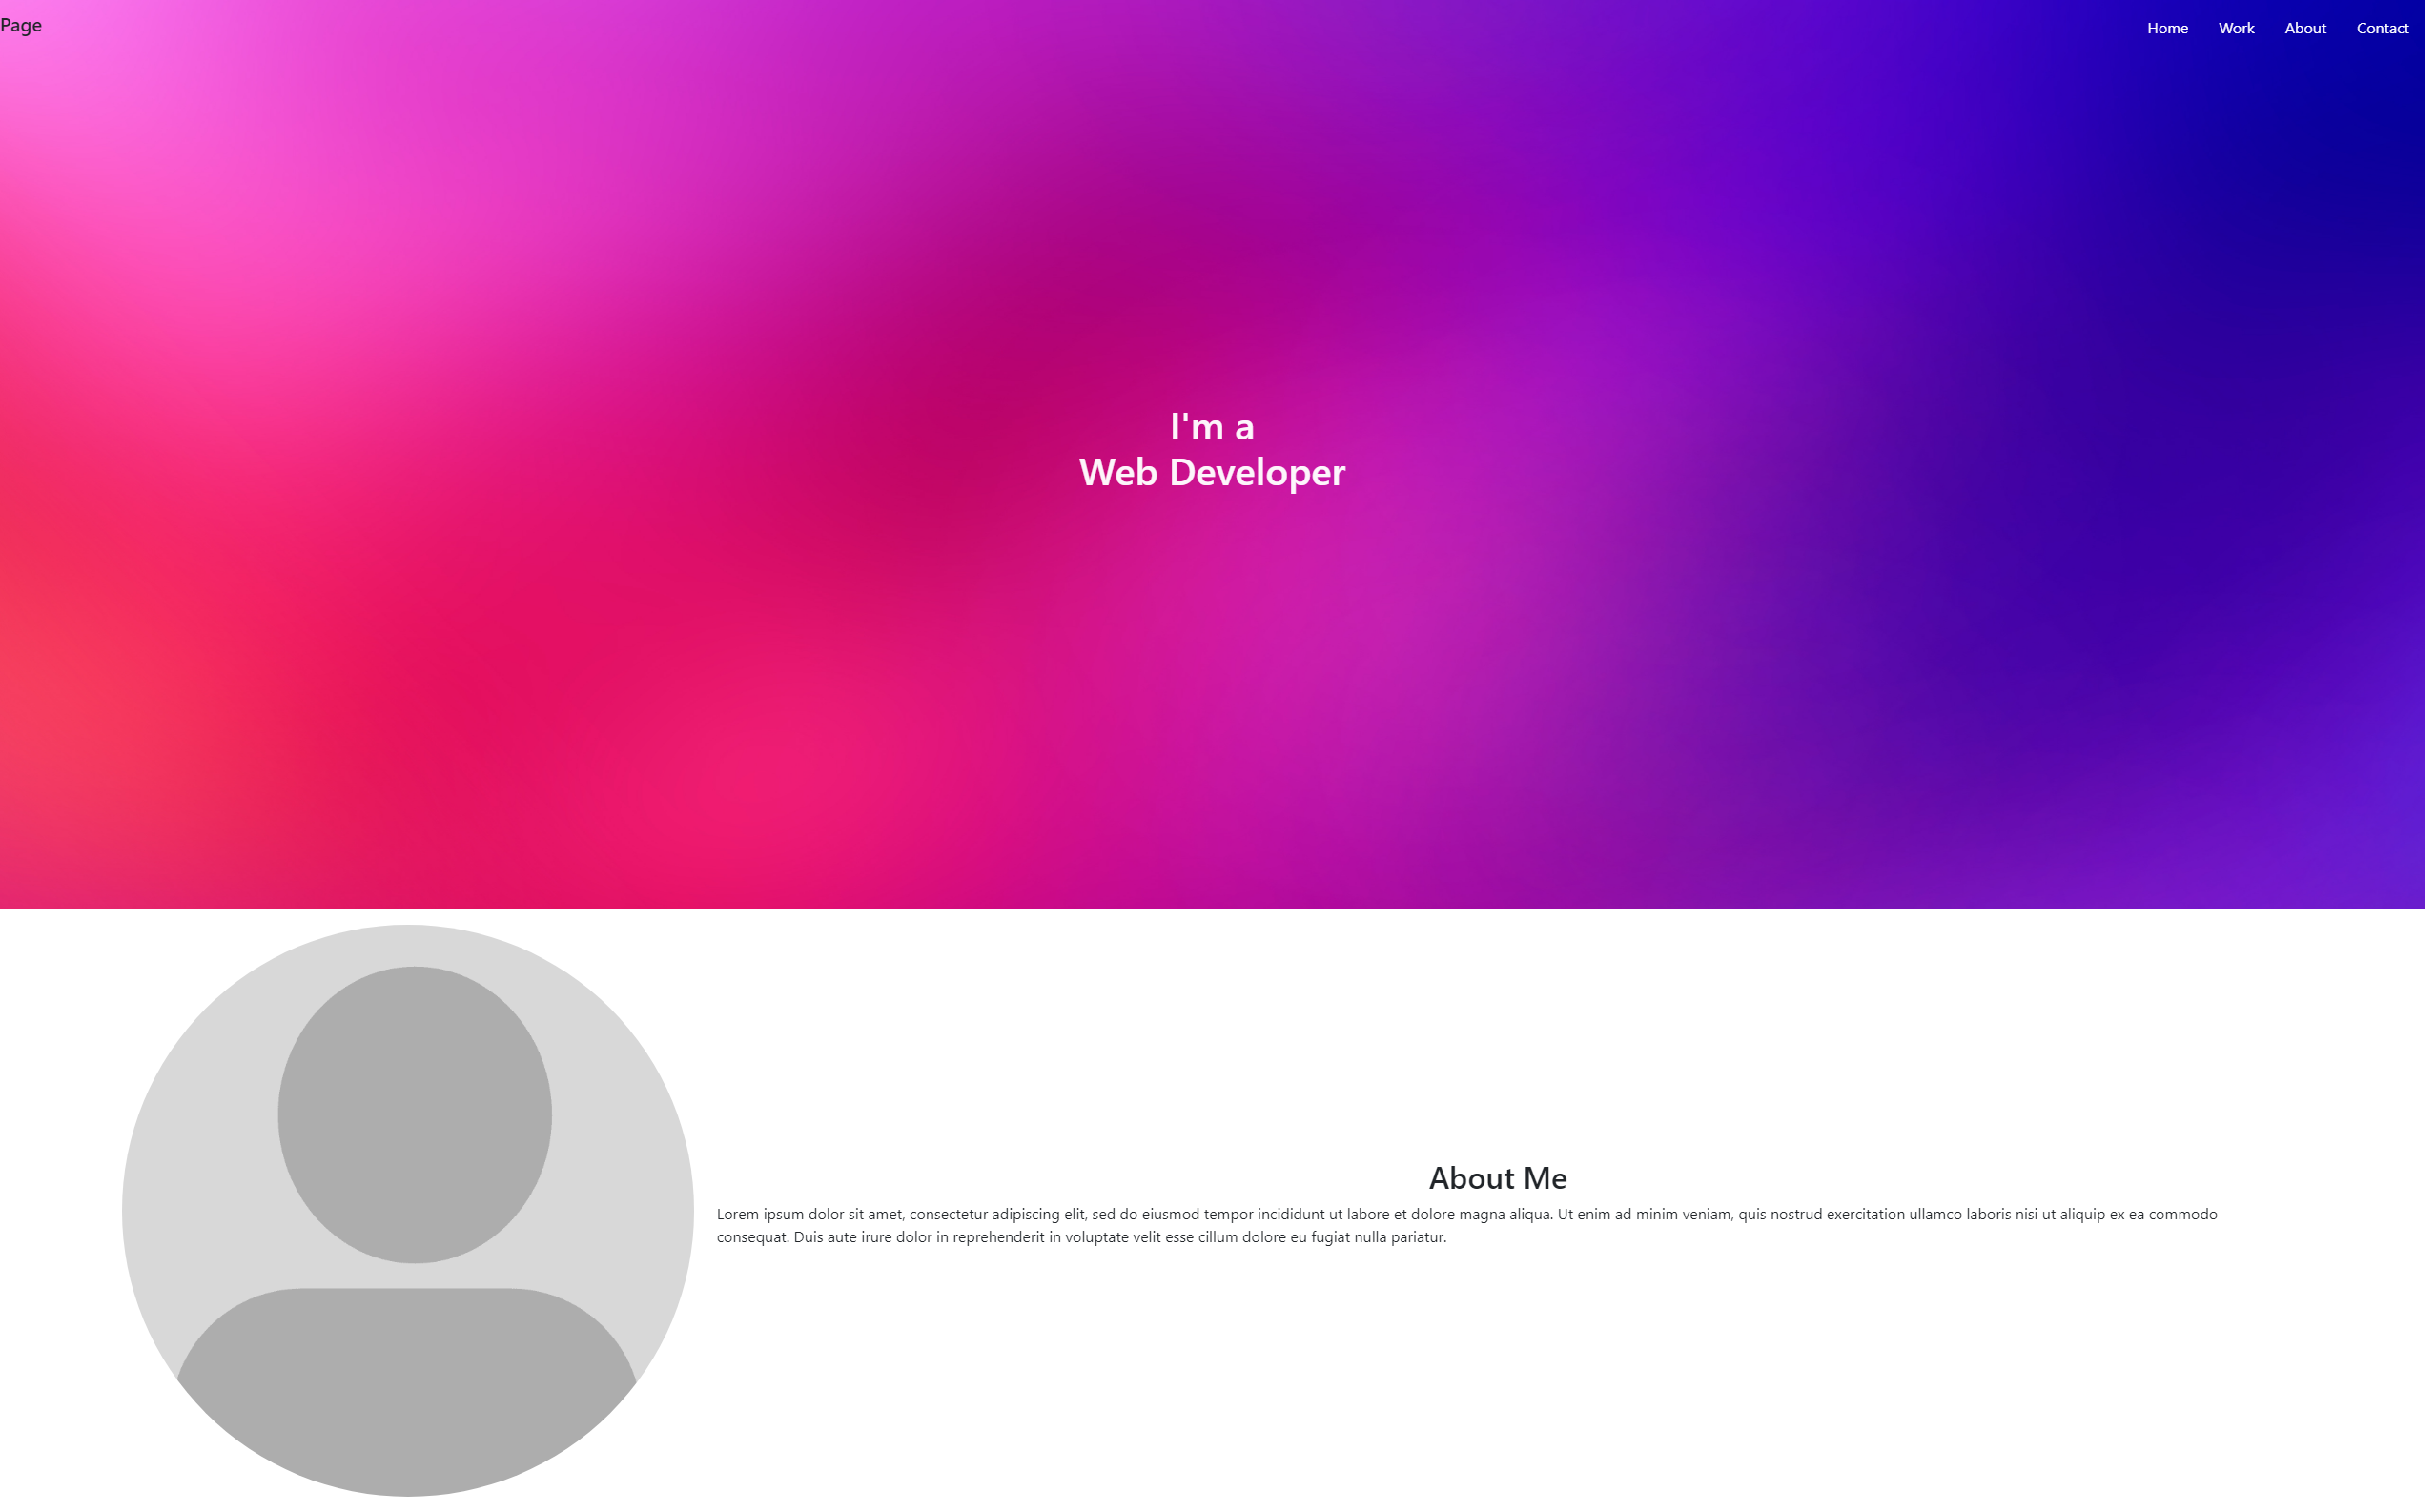 Page
Home Work About Contact
I'm a
Web Developer
About Me
Lorem ipsum dolor sit amet, consectetur adipiscing elit, sed do eiusmod tempor incididunt ut labore et dolore magna aliqua. Ut enim ad minim veniam, quis nostrud exercitation ullamco laboris nisi ut aliquip ex ea commodo
consequat. Duis aute irure dolor in reprehenderit in voluptate velit esse cillum dolore eu fugiat nulla pariatur.